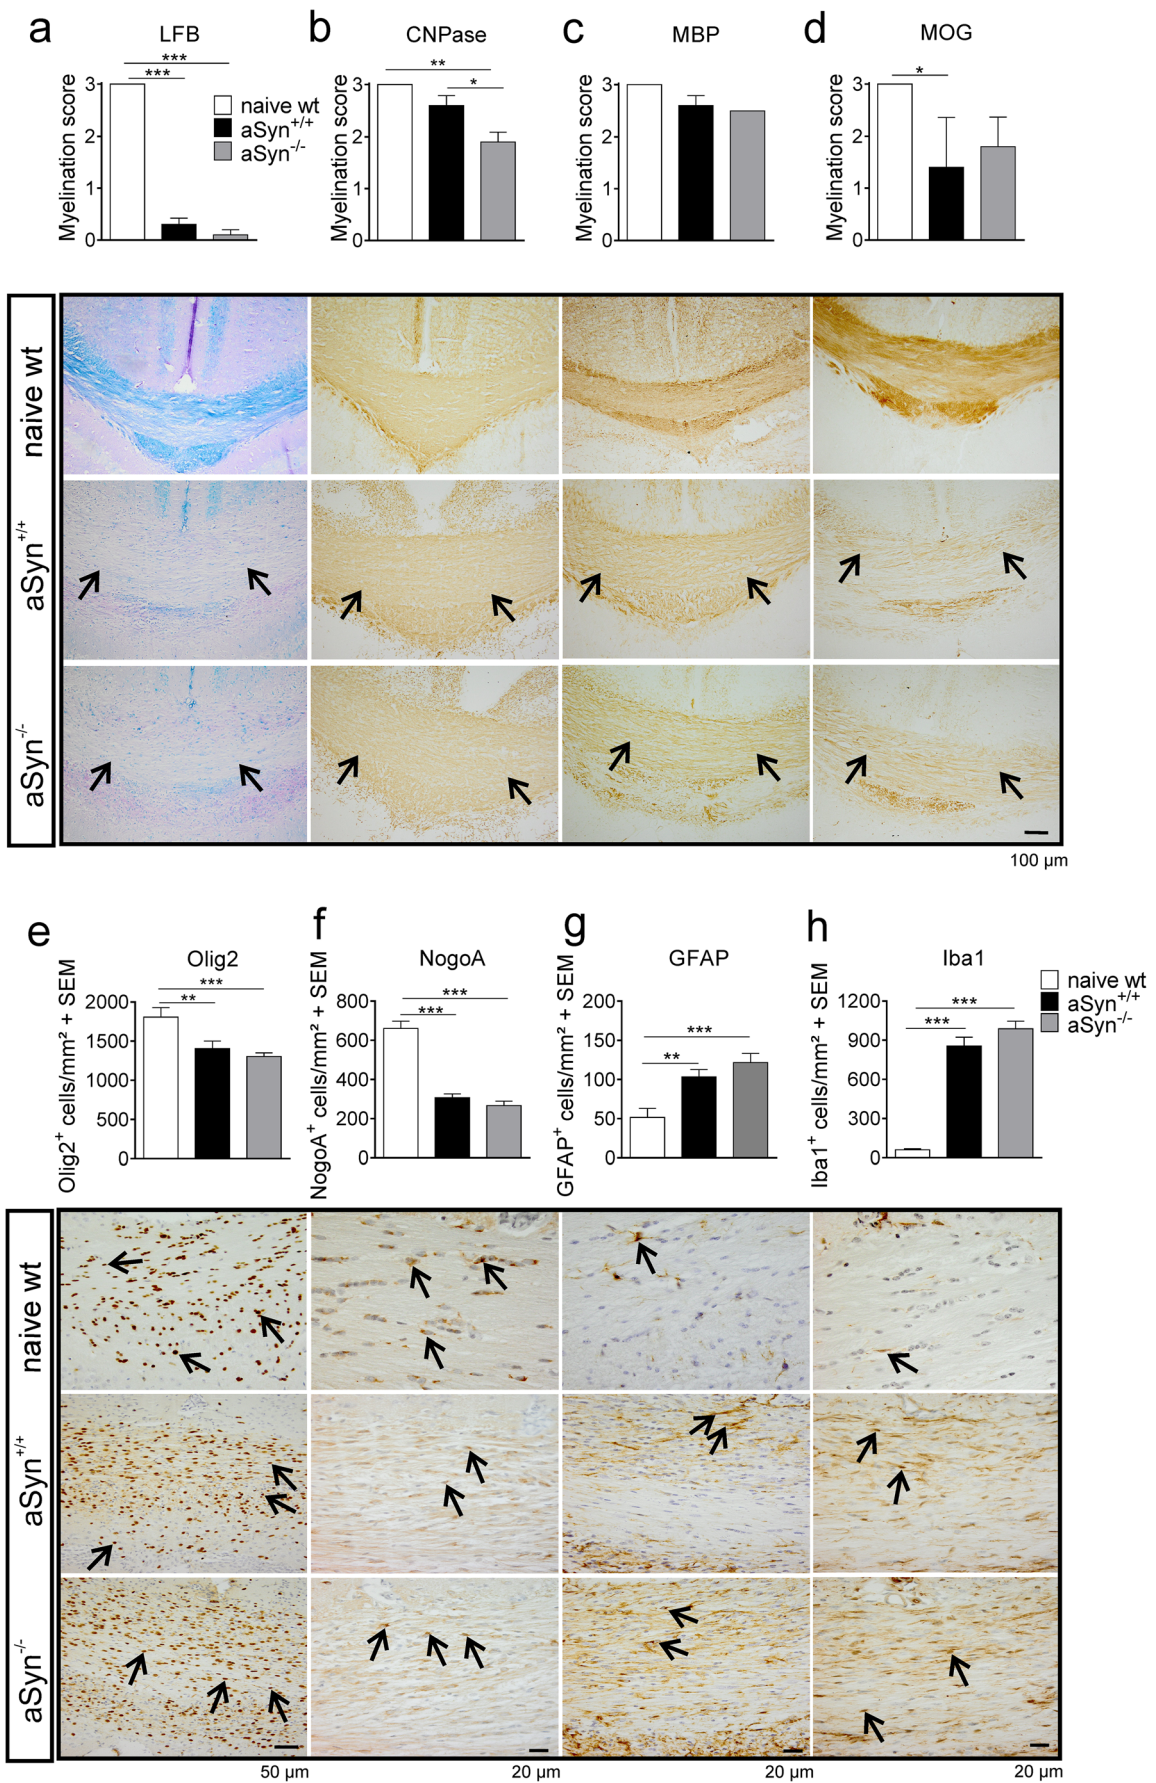 a LFB
b CNPase
c MBP
d MOG
Myelination score
3
2
1
0
***
***
naive wt
aSyn+/+
aSyn-/-
Myelination score
3
2
1
0
**
*
Myelination score
3
2
1
0
Myelination score
3
2
1
0
*
naive wt
aSyn+/+
aSyn-/-
100 µm
e Olig2
f NogoA
g GFAP
h Iba1
Olig2+ cells/mm² + SEM
2000
1500
1000
500
0
***
**
NogoA+ cells/mm² + SEM
800
600
400
200
0
***
***
GFAP+ cells/mm² + SEM
200
150
100
50
0
***
**
Iba1+ cells/mm² + SEM
1200
900
600
300
0
***
***
naive wt
aSyn+/+
aSyn-/-
naive wt
aSyn+/+
aSyn-/-
50 µm
20 µm
20 µm
20 µm